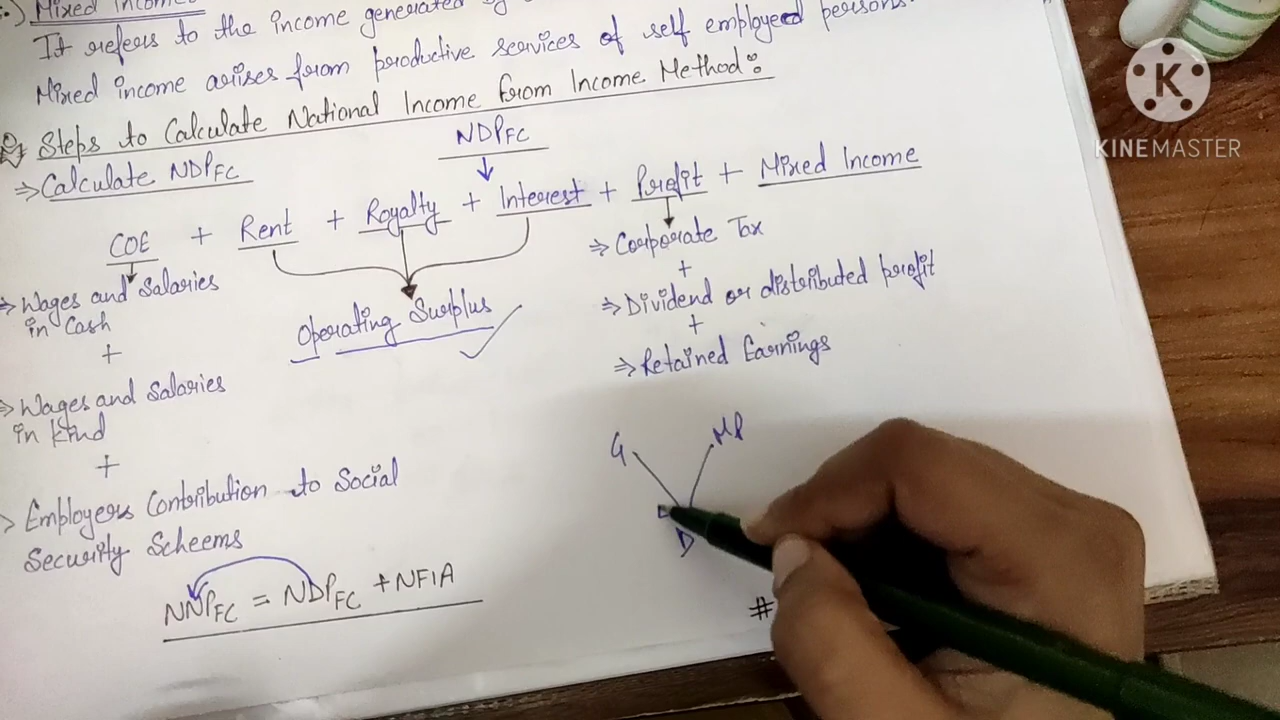 :) Mixed Income:
It refers to the income generated by
Mixed income arises from productive services of self employeed persons.
Steps to Calculate National Income from Income Method:
⇒ Calculate NDPFC
NDPFC
COE + Rent + Royalty + Interest + Profit + Mixed Income
⇒ Wages and Salaries
in Cash
+
⇒ Wages and Salaries
in kind
+
⇒ Employers Contribution to Social
Security Scheems
Operating Surplus
⇒ Corporate Tax
+
⇒ Dividend or distributed profit
+
⇒ Retained Earnings
G MP
D
#
NNPFC = NDPFC + NFIA
K
KINEMASTER